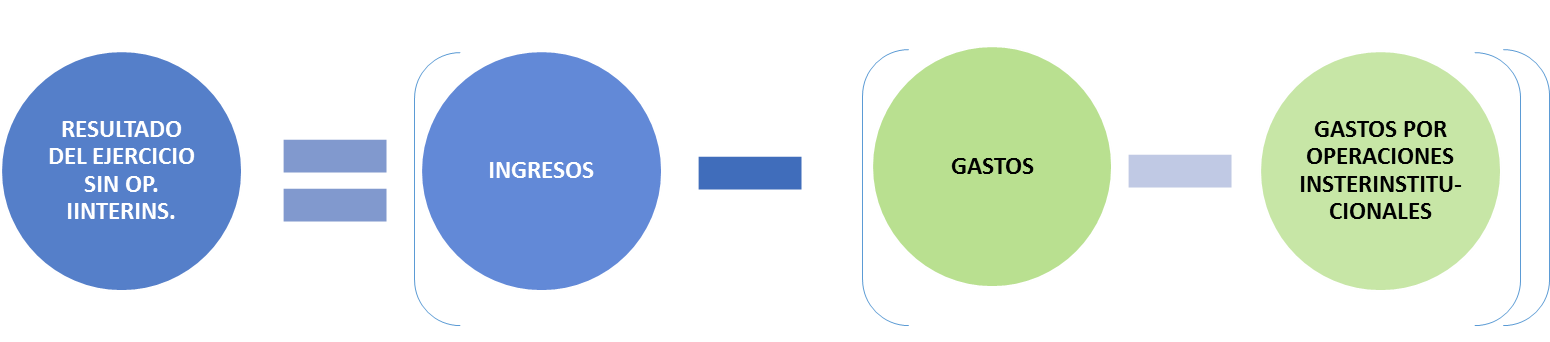 RESULTADO
DEL EJERCICIO
SIN OP.
IINTERINS.
INGRESOS
GASTOS
GASTOS POR
OPERACIONES
INSTERINSTITU-
CIONALES